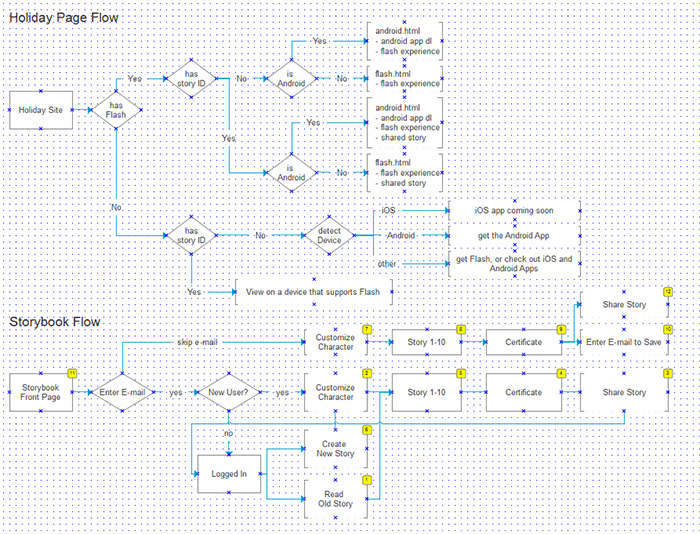 Holiday Page Flow
android.html
- android app dl
- flash experience
Yes
has
story ID
Yes
No
is
Android
No
flash.html
- flash experience
Holiday Site
has
Flash
android.html
- android app dl
- flash experience
- shared story
Yes
Yes
is
Android
No
flash.html
- flash experience
- shared story
No
has
story ID
No
detect
Device
iOS
iOS app coming soon
Android
get the Android App
other
get Flash, or check out iOS and
Android Apps
Yes
View on a device that supports Flash
Storybook Flow
12
Share Story
skip e-mail
7
Customize
Character
8
Story 1-10
9
Certificate
10
Enter E-mail to Save
11
Storybook
Front Page
Enter E-mail
yes
New User?
yes
2
Customize
Character
Story 1-10
4
Certificate
3
Share Story
no
6
Create
New Story
Logged In
1
Read
Old Story